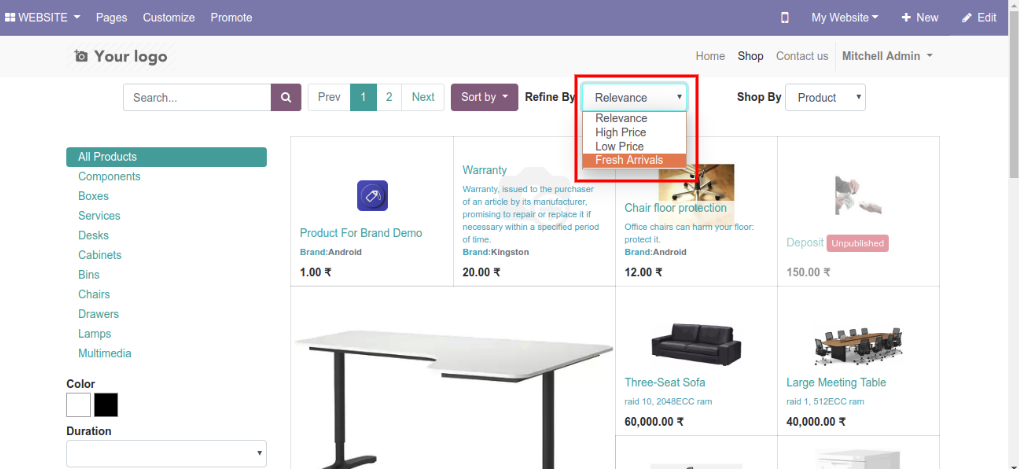 WEBSITE Pages Customize Promote My Website + New Edit
Your logo Home Shop Contact us Mitchell Admin
Search... Prev 1 2 Next Sort by Refine By Relevance Shop By Product
Relevance
High Price
Low Price
Fresh Arrivals
All Products
Components
Boxes
Services
Desks
Cabinets
Bins
Chairs
Drawers
Lamps
Multimedia
Color
Duration
Product For Brand Demo
Brand:Android
1.00 ₹
Warranty
Warranty, issued to the purchaser
of an article by its manufacturer,
promising to repair or replace it if
necessary within a specified period
of time.
Brand:Kingston
20.00 ₹
Chair floor protection
Office chairs can harm your floor:
protect it.
Brand:Android
12.00 ₹
Deposit Unpublished
150.00 ₹
Three-Seat Sofa
raid 10, 2048ECC ram
60,000.00 ₹
Large Meeting Table
raid 1, 512ECC ram
40,000.00 ₹